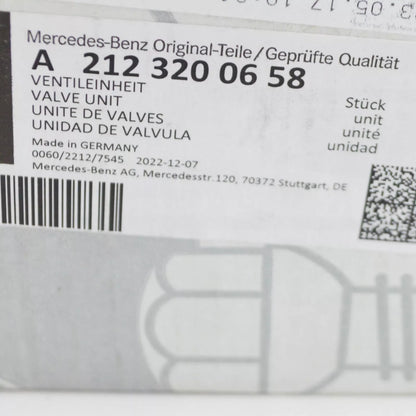 Mercedes-Benz Original-Teile/Geprüfte Qualität
A 212 320 06 58
VENTILEINHEIT
VALVE UNIT
UNITE DE VALVES
UNIDAD DE VALVULA
Stück
unit
unité
unidad
Made in GERMANY
0060/2212/7545 2022-12-07
Mercedes-Benz AG, Mercedesstr.120, 70372 Stuttgart, DE